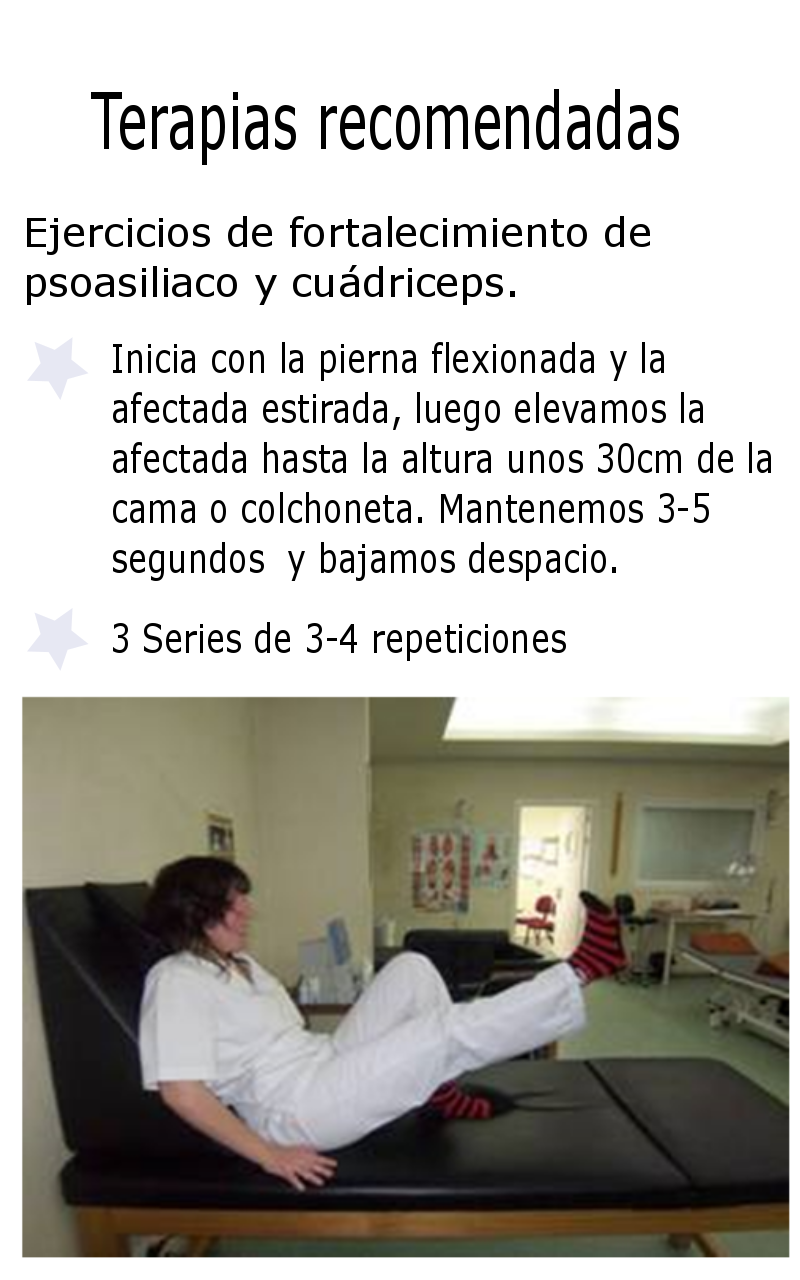 Terapias recomendadas
Ejercicios de fortalecimiento de
psoasiliaco y cuádriceps.
Inicia con la pierna flexionada y la
afectada estirada, luego elevamos la
afectada hasta la altura unos 30cm de la
cama o colchoneta. Mantenemos 3-5
segundos  y bajamos despacio.
3 Series de 3-4 repeticiones